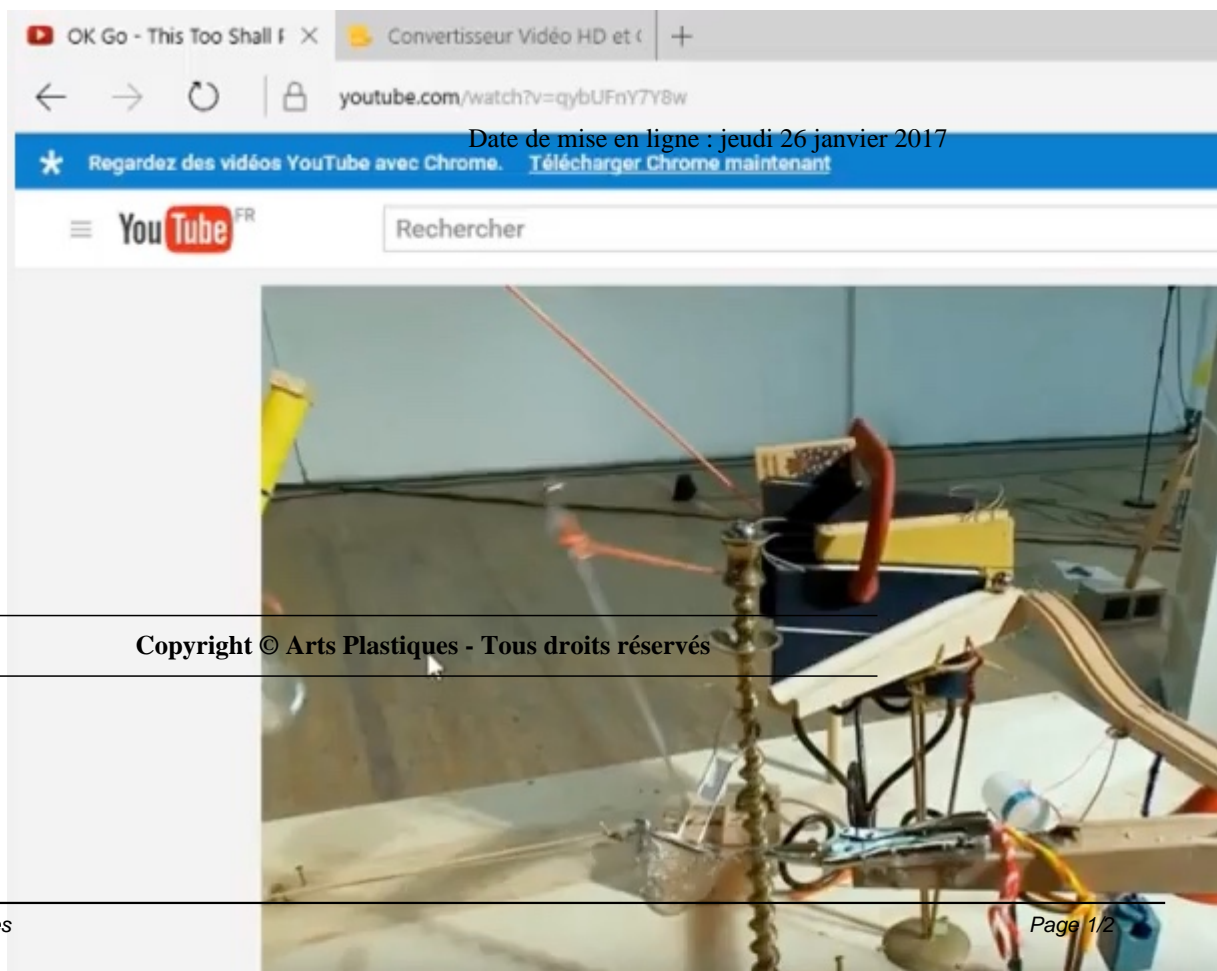 OK Go - This Too Shall
Convertisseur Vidéo HD et
youtube.com/watch?v=qybUFnY7Y8w
Date de mise en ligne : jeudi 26 janvier 2017
Regardez des vidéos YouTube avec Chrome. Télécharger Chrome maintenant
YouTube FR
Rechercher
Copyright © Arts Plastiques - Tous droits réservés
Page 1/2